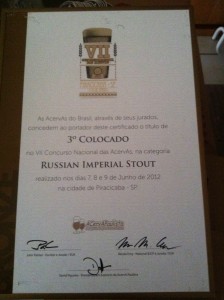 VII
As AcervAs do Brasil, através de seus jurados,
concedem ao portador deste certificado o título de
3º COLOCADO
no VII Concurso Nacional das AcervAs, na categoria
RUSSIAN IMPERIAL STOUT
realizado nos dias 7, 8 e 9 de Junho de 2012
na cidade de Piracicaba - SP